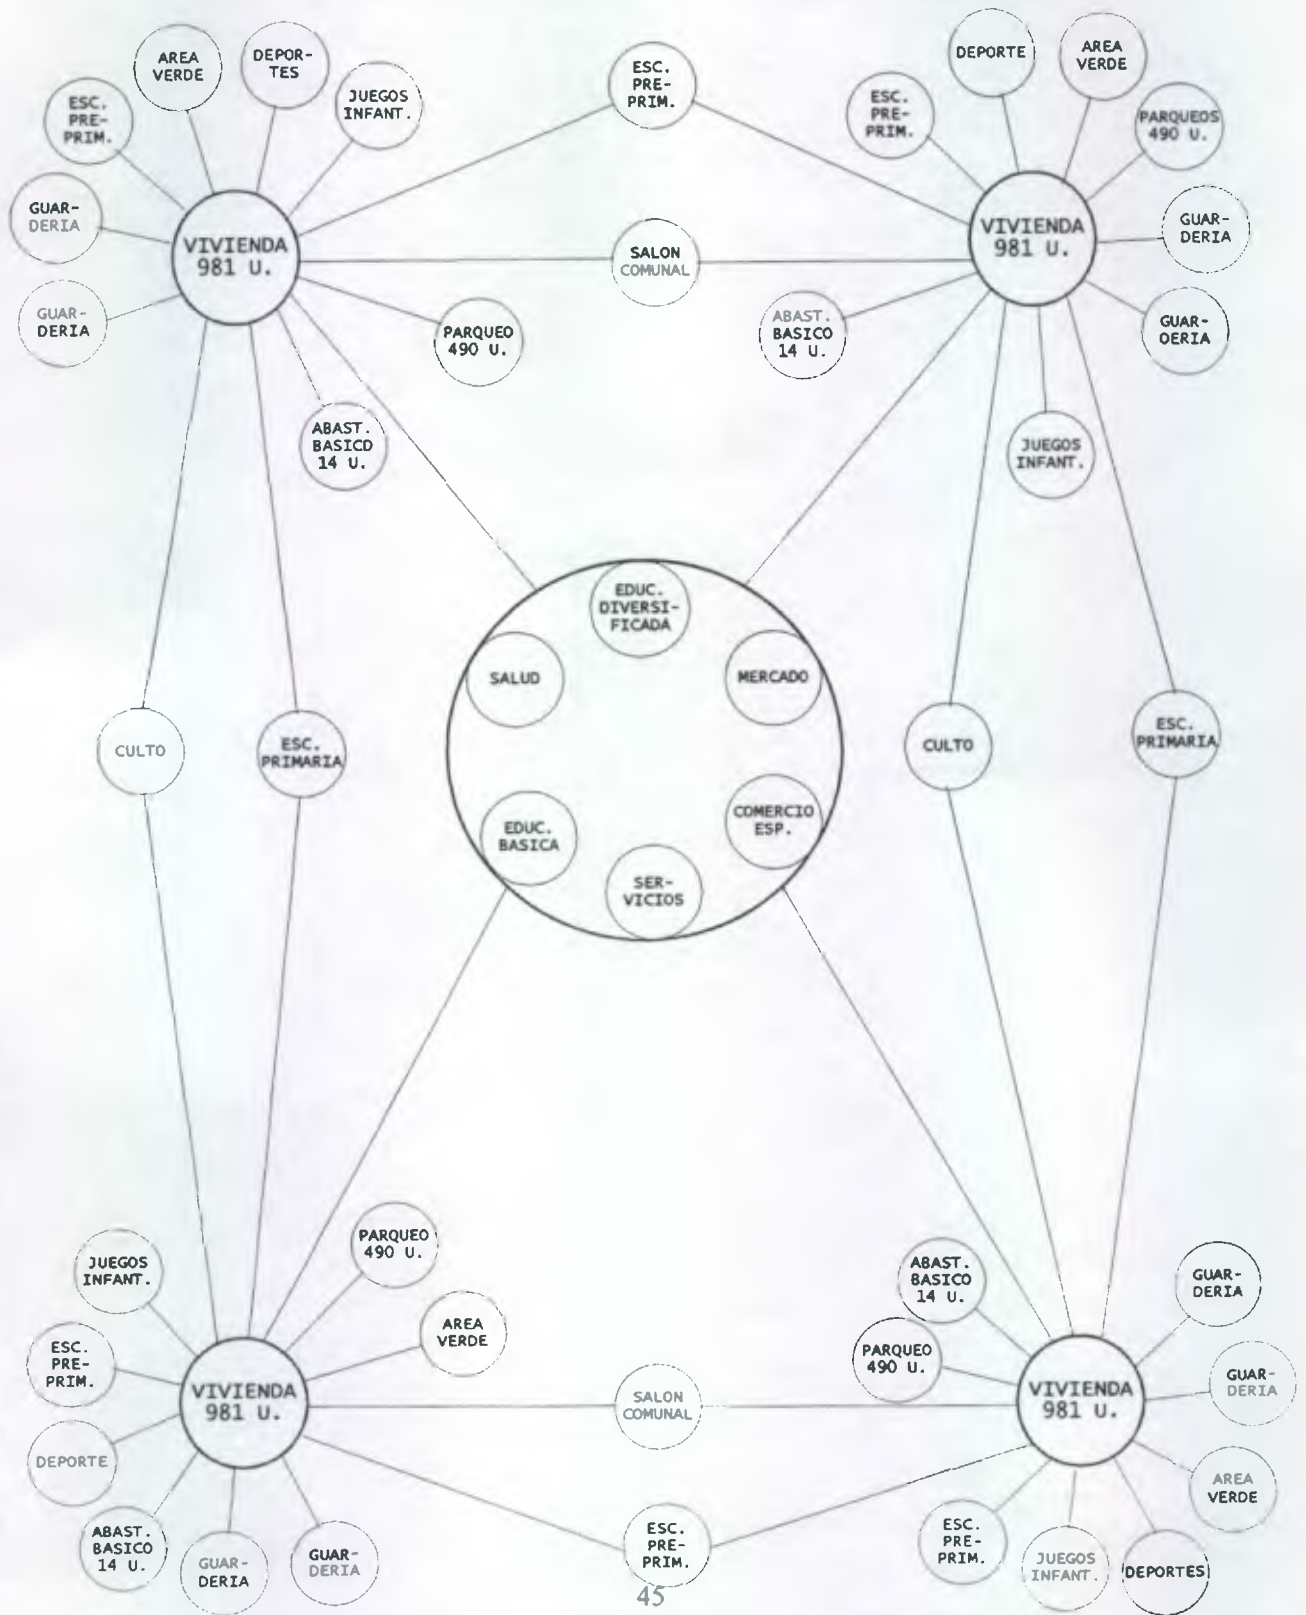 AREA
VERDE
DEPOR-
TES
ESC.
PRE-
PRIM.
JUEGOS
INFANT.
GUAR-
DERIA
GUAR-
DERIA
VIVIENDA
981 U.
PARQUEO
490 U.
ABAST.
BASICO
14 U.
ESC.
PRE-
PRIM.
SALON
COMUNAL
DEPORTE
AREA
VERDE
ESC.
PRE-
PRIM.
PARQUEOS
490 U.
GUAR-
DERIA
GUAR-
OERIA
VIVIENDA
981 U.
ABAST.
BASICO
14 U.
JUEGOS
INFANT.
EDUC.
DIVERSI-
FICADA
SALUD
MERCADO
EDUC.
BASICA
COMERCIO
ESP.
SER-
VICIOS
CULTO
ESC.
PRIMARIA
CULTO
ESC.
PRIMARIA
PARQUEO
490 U.
JUEGOS
INFANT.
AREA
VERDE
ESC.
PRE-
PRIM.
VIVIENDA
981 U.
DEPORTE
ABAST.
BASICO
14 U.
GUAR-
DERIA
GUAR-
DERIA
SALON
COMUNAL
ESC.
PRE-
PRIM.
ABAST.
BASICO
14 U.
GUAR-
DERIA
PARQUEO
490 U.
GUAR-
DERIA
VIVIENDA
981 U.
AREA
VERDE
ESC.
PRE-
PRIM.
JUEGOS
INFANT.
DEPORTES
45